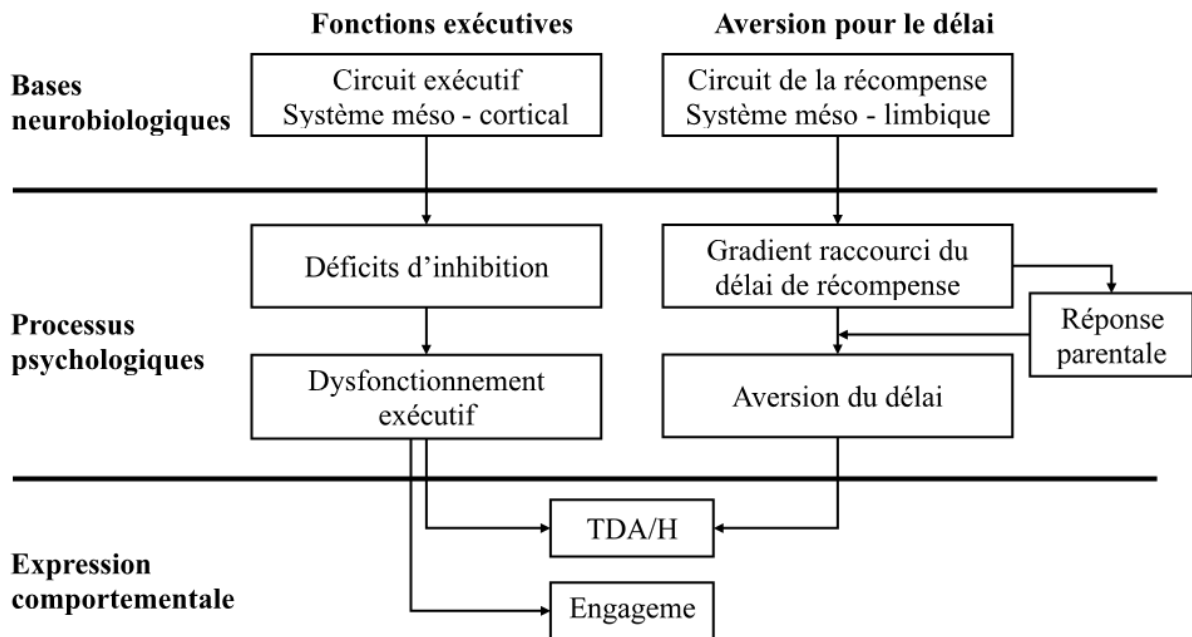 Fonctions exécutives
Aversion pour le délai
Bases
neurobiologiques
Circuit exécutif
Système méso - cortical
Circuit de la récompense
Système méso - limbique
Processus
psychologiques
Déficits d’inhibition
Gradient raccourci du
délai de récompense
Réponse
parentale
Dysfonctionnement
exécutif
Aversion du délai
Expression
comportementale
TDA/H
Engageme